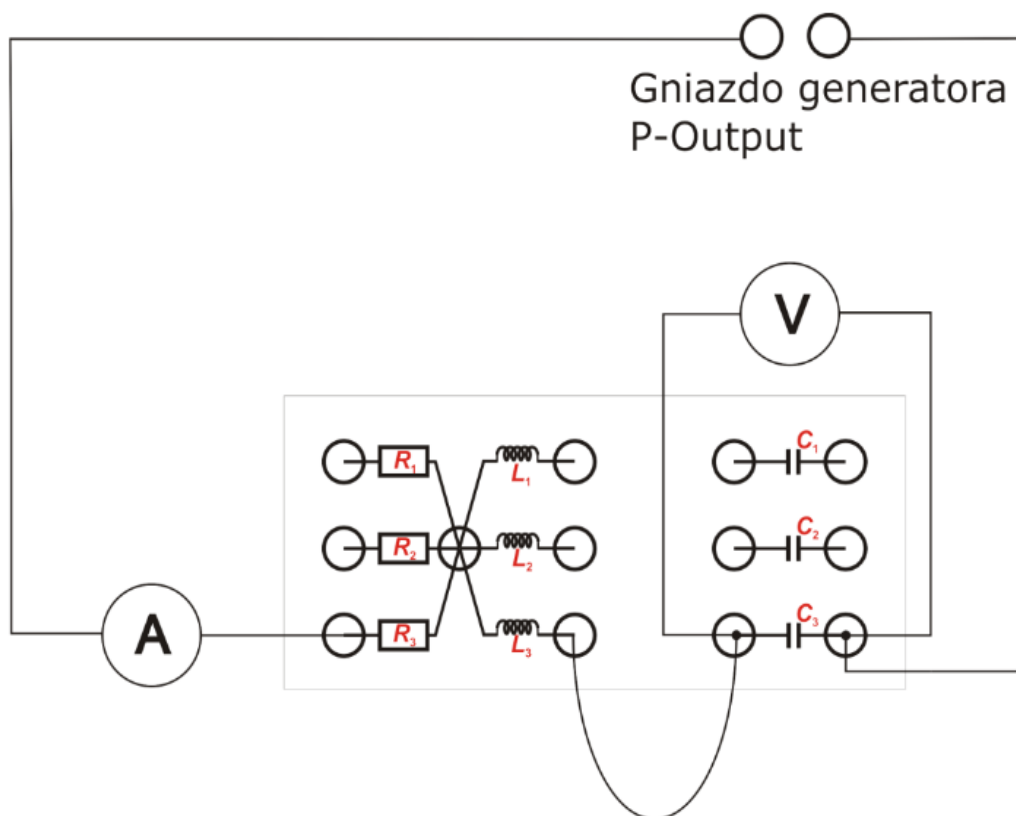 Gniazdo generatora
P-Output
V
C1
R1
L1
C2
R2
L2
C3
A
R3
L3